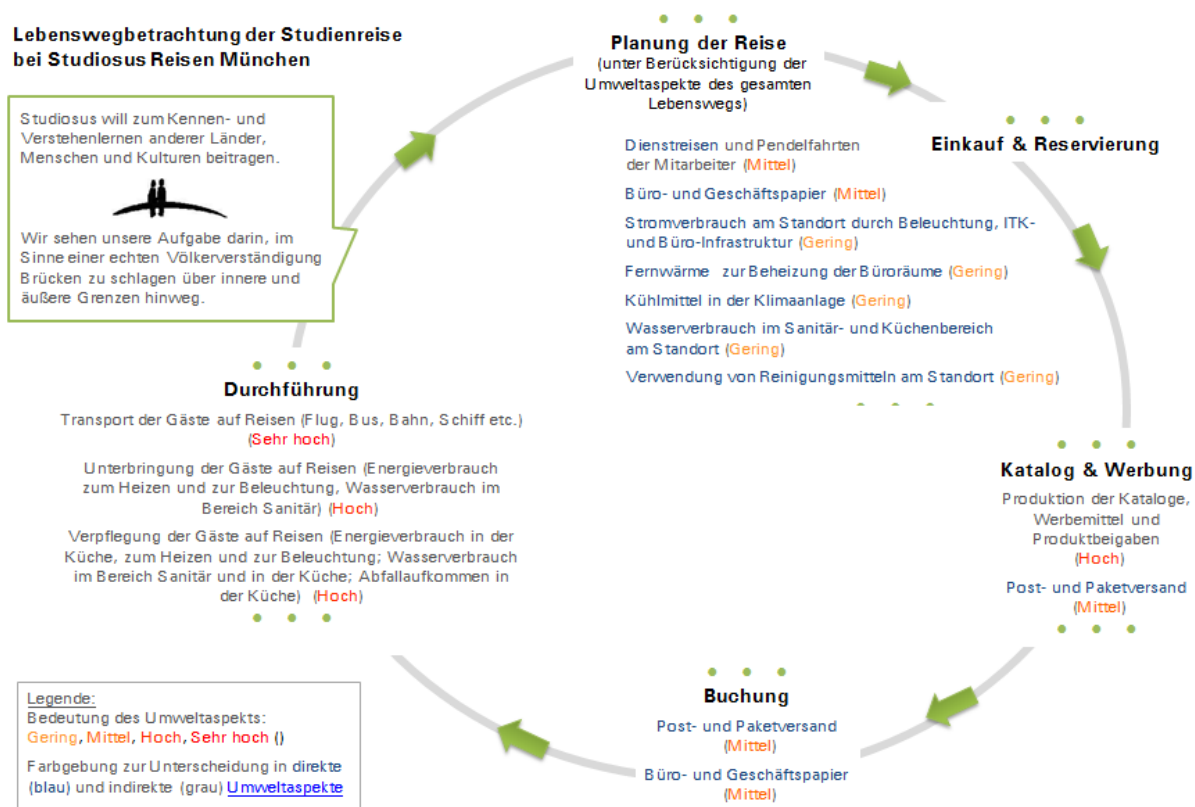 Lebenswegbetrachtung der Studienreise
bei Studiosus Reisen München
Studiosus will zum Kennen- und
Verstehenlernen anderer Länder,
Menschen und Kulturen beitragen.
Wir sehen unsere Aufgabe darin, im
Sinne einer echten Völkerverständigung
Brücken zu schlagen über innere und
äußere Grenzen hinweg.
Planung der Reise
(unter Berücksichtigung der
Umweltaspekte des gesamten
Lebenswegs)
Dienstreisen und Pendelfahrten
der Mitarbeiter (Mittel)
Büro- und Geschäftspapier (Mittel)
Stromverbrauch am Standort durch Beleuchtung, ITK-
und Büro-Infrastruktur (Gering)
Fernwärme zur Beheizung der Büroräume (Gering)
Kühlmittel in der Klimaanlage (Gering)
Wasserverbrauch im Sanitär- und Küchenbereich
am Standort (Gering)
Verwendung von Reinigungsmitteln am Standort (Gering)
Einkauf & Reservierung
Katalog & Werbung
Produktion der Kataloge,
Werbemittel und
Produktbeigaben
(Hoch)
Post- und Paketversand
(Mittel)
Buchung
Post- und Paketversand
(Mittel)
Büro- und Geschäftspapier
(Mittel)
Durchführung
Transport der Gäste auf Reisen (Flug, Bus, Bahn, Schiff etc.)
(Sehr hoch)
Unterbringung der Gäste auf Reisen (Energieverbrauch
zum Heizen und zur Beleuchtung, Wasserverbrauch im
Bereich Sanitär) (Hoch)
Verpflegung der Gäste auf Reisen (Energieverbrauch in der
Küche, zum Heizen und zur Beleuchtung; Wasserverbrauch
im Bereich Sanitär und in der Küche; Abfallaufkommen in
der Küche) (Hoch)
Legende:
Bedeutung des Umweltaspekts:
Gering, Mittel, Hoch, Sehr hoch ()
Farbgebung zur Unterscheidung in direkte
(blau) und indirekte (grau) Umweltaspekte